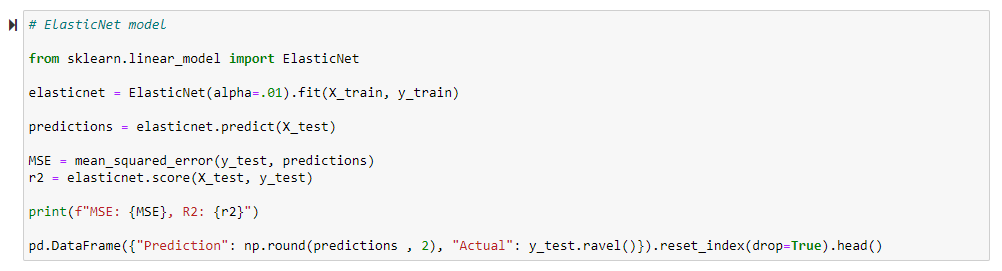 # ElasticNet model
from sklearn.linear_model import ElasticNet
elasticnet = ElasticNet(alpha=.01).fit(X_train, y_train)
predictions = elasticnet.predict(X_test)
MSE = mean_squared_error(y_test, predictions)
r2 = elasticnet.score(X_test, y_test)
print(f"MSE: {MSE}, R2: {r2}")
pd.DataFrame({"Prediction": np.round(predictions , 2), "Actual": y_test.ravel()}).reset_index(drop=True).head()